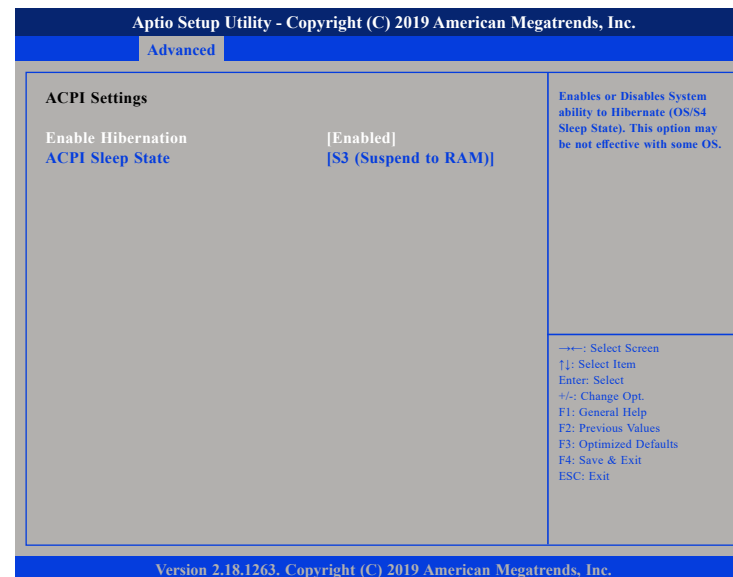 Aptio Setup Utility - Copyright (C) 2019 American Megatrends, Inc.
Advanced
ACPI Settings
Enable Hibernation [Enabled]
ACPI Sleep State [S3 (Suspend to RAM)]
Enables or Disables System
ability to Hibernate (OS/S4
Sleep State). This option may
be not effective with some OS.
→←: Select Screen
↑↓: Select Item
Enter: Select
+/-: Change Opt.
F1: General Help
F2: Previous Values
F3: Optimized Defaults
F4: Save & Exit
ESC: Exit
Version 2.18.1263. Copyright (C) 2019 American Megatrends, Inc.